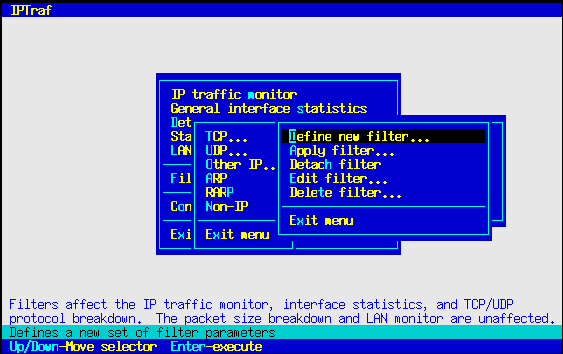 IPTraf
IP traffic monitor
General interface statistics
Det
Sta
LAN
Fil
Con
Exi
TCP...
UDP...
Other IP..
ARP
RARP
Non-IP
Exit menu
Define new filter...
Apply filter...
Detach filter
Edit filter...
Delete filter...
Exit menu
Filters affect the IP traffic monitor, interface statistics, and TCP/UDP
protocol breakdown.  The packet size breakdown and LAN monitor are unaffected.
Defines a new set of filter parameters
Up/Down-Move selector  Enter-execute